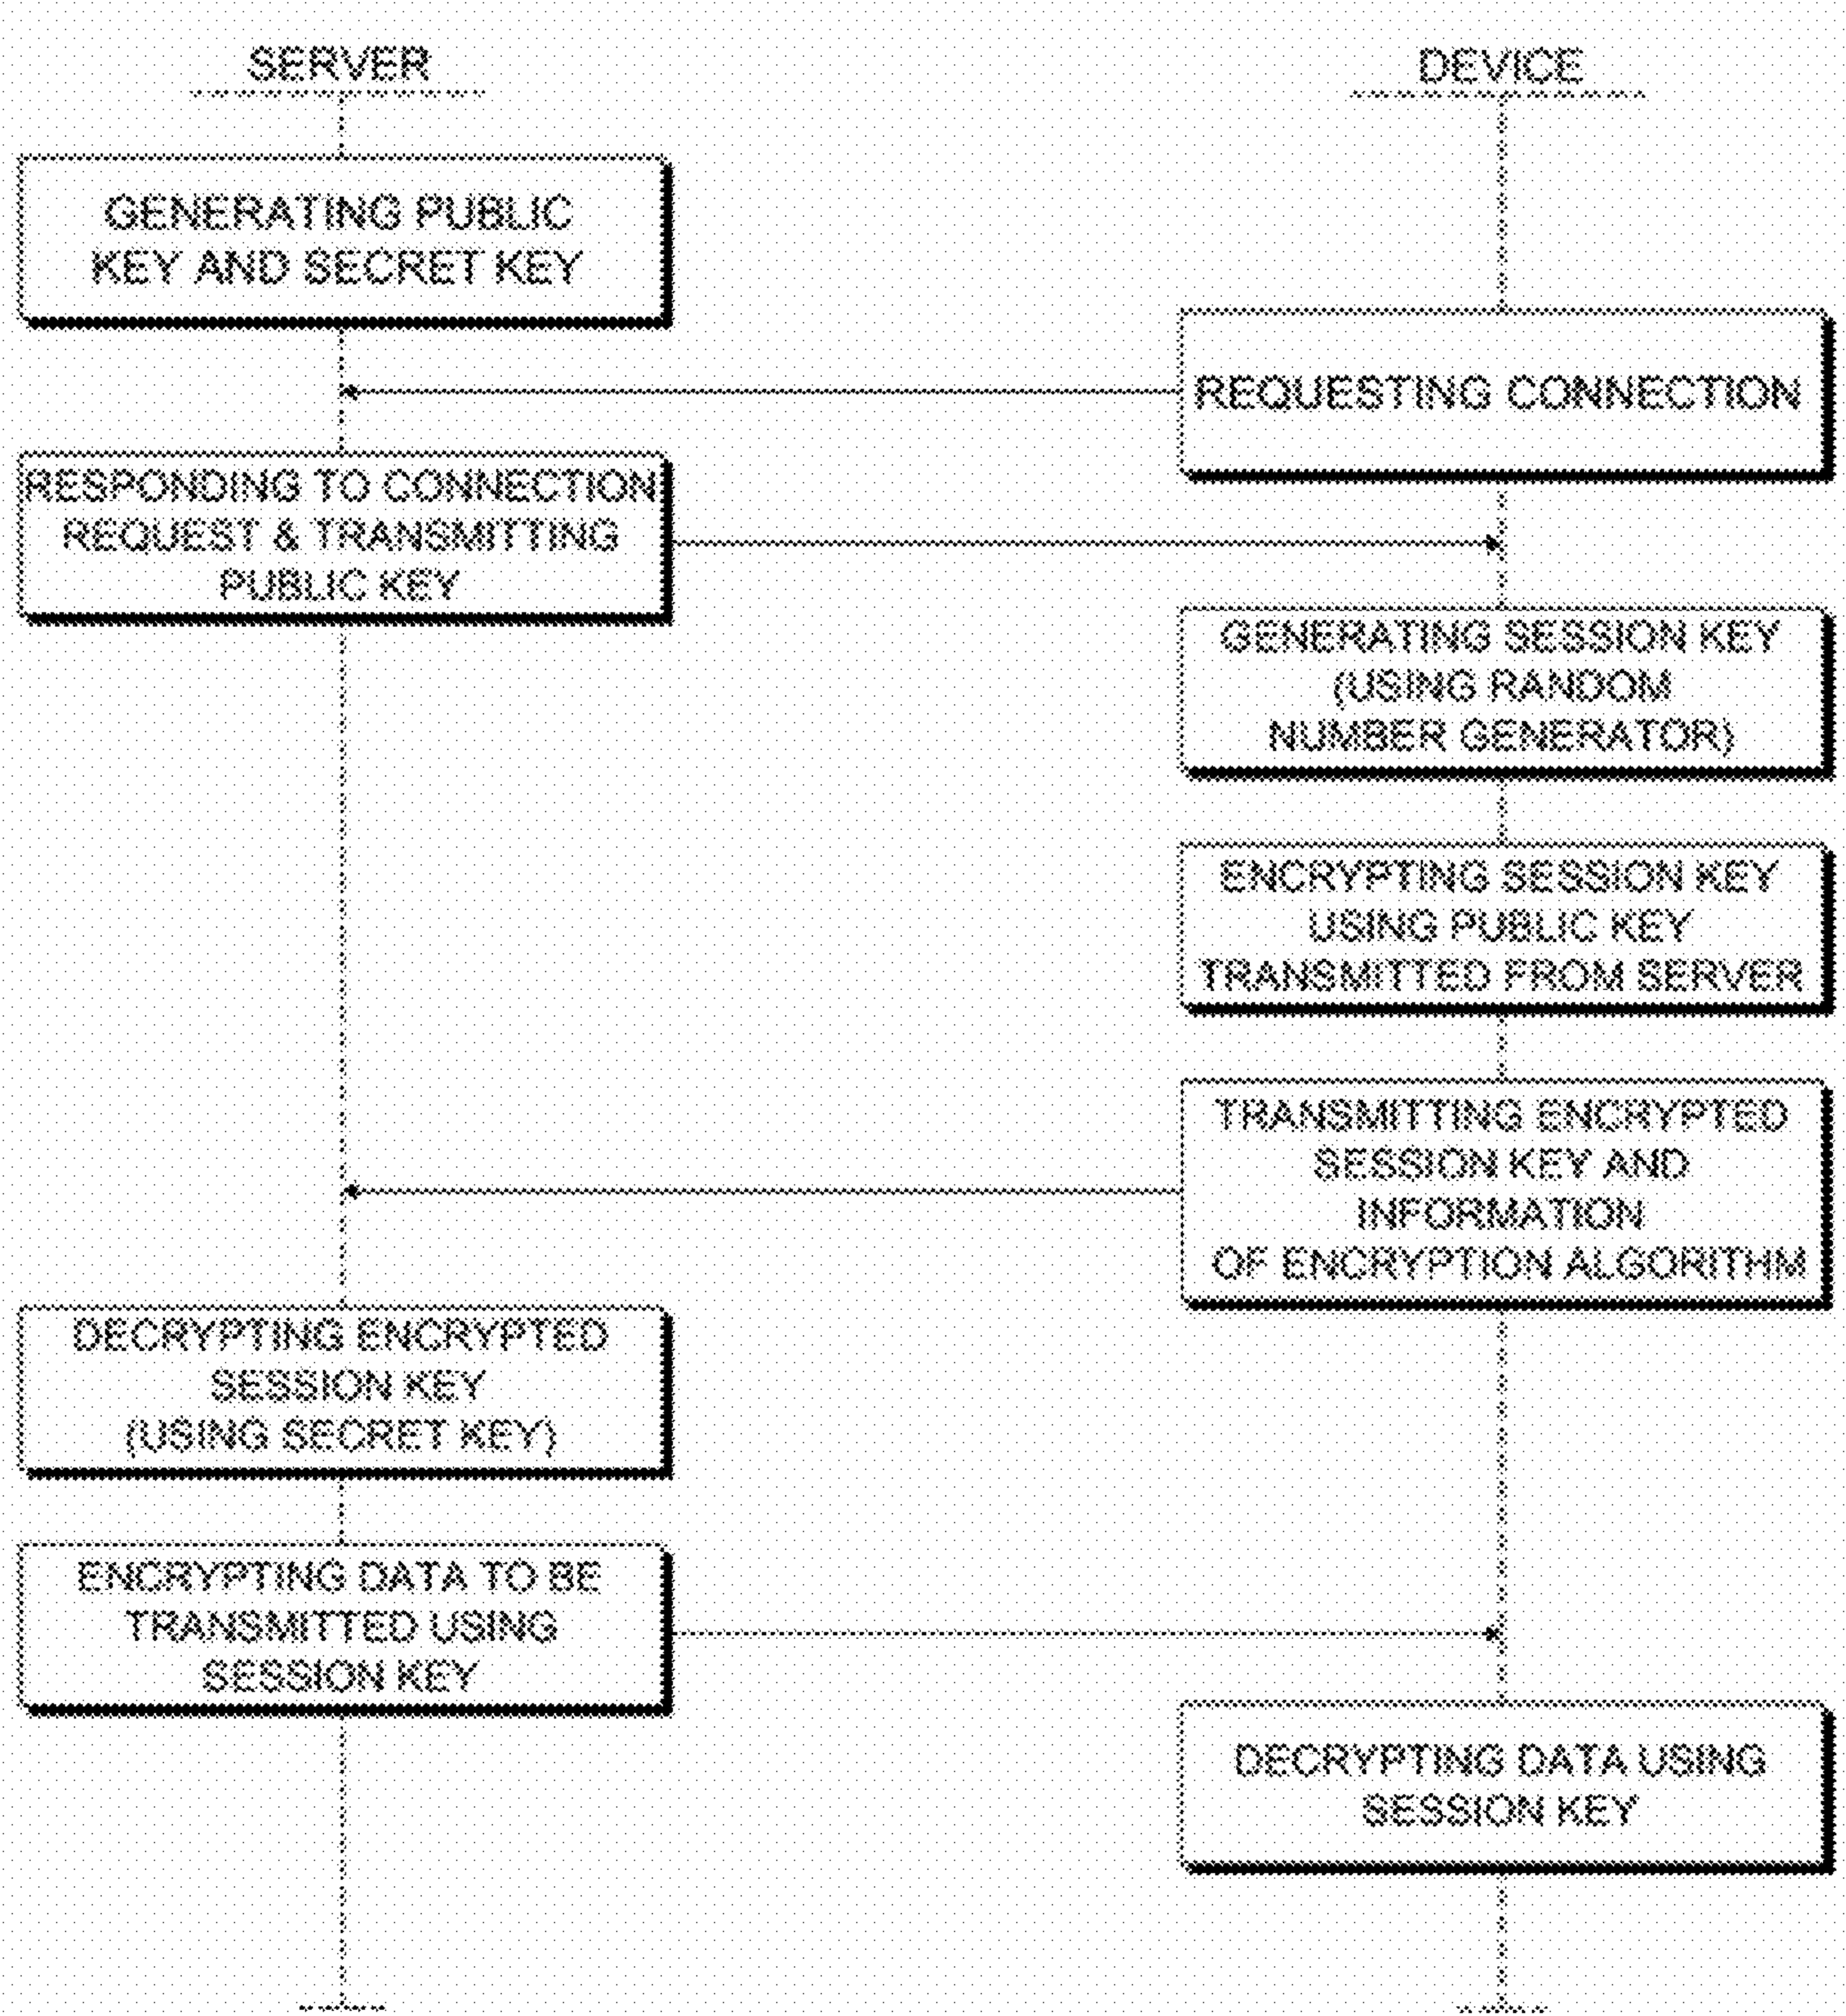 SERVER
DEVICE
GENERATING PUBLIC
KEY AND SECRET KEY
REQUESTING CONNECTION
RESPONDING TO CONNECTION
REQUEST & TRANSMITTING
PUBLIC KEY
GENERATING SESSION KEY
(USING RANDOM
NUMBER GENERATOR)
ENCRYPTING SESSION KEY
USING PUBLIC KEY
TRANSMITTED FROM SERVER
TRANSMITTING ENCRYPTED
SESSION KEY AND
INFORMATION
OF ENCRYPTION ALGORITHM
DECRYPTING ENCRYPTED
SESSION KEY
(USING SECRET KEY)
ENCRYPTING DATA TO BE
TRANSMITTED USING
SESSION KEY
DECRYPTING DATA USING
SESSION KEY